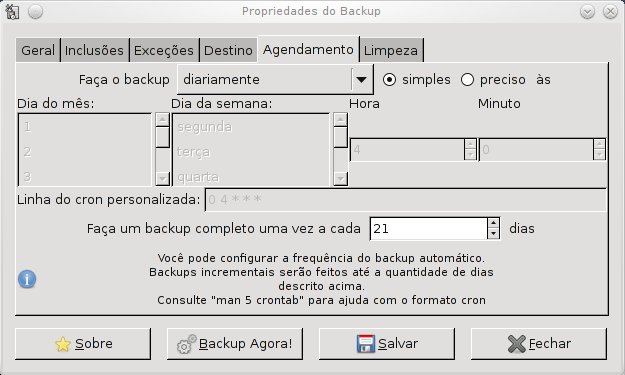 Propriedades do Backup
Geral Inclusões Exceções Destino Agendamento Limpeza
Faça o backup diariamente simples preciso às
Dia do mês: Dia da semana: Hora Minuto
1 segunda
2 terça 4 0
3 quarta
Linha do cron personalizada: 0 4 * * *
Faça um backup completo uma vez a cada 21 dias
Você pode configurar a frequência do backup automático.
Backups incrementais serão feitos até a quantidade de dias
descrito acima.
Consulte "man 5 crontab" para ajuda com o formato cron
Sobre Backup Agora! Salvar Fechar